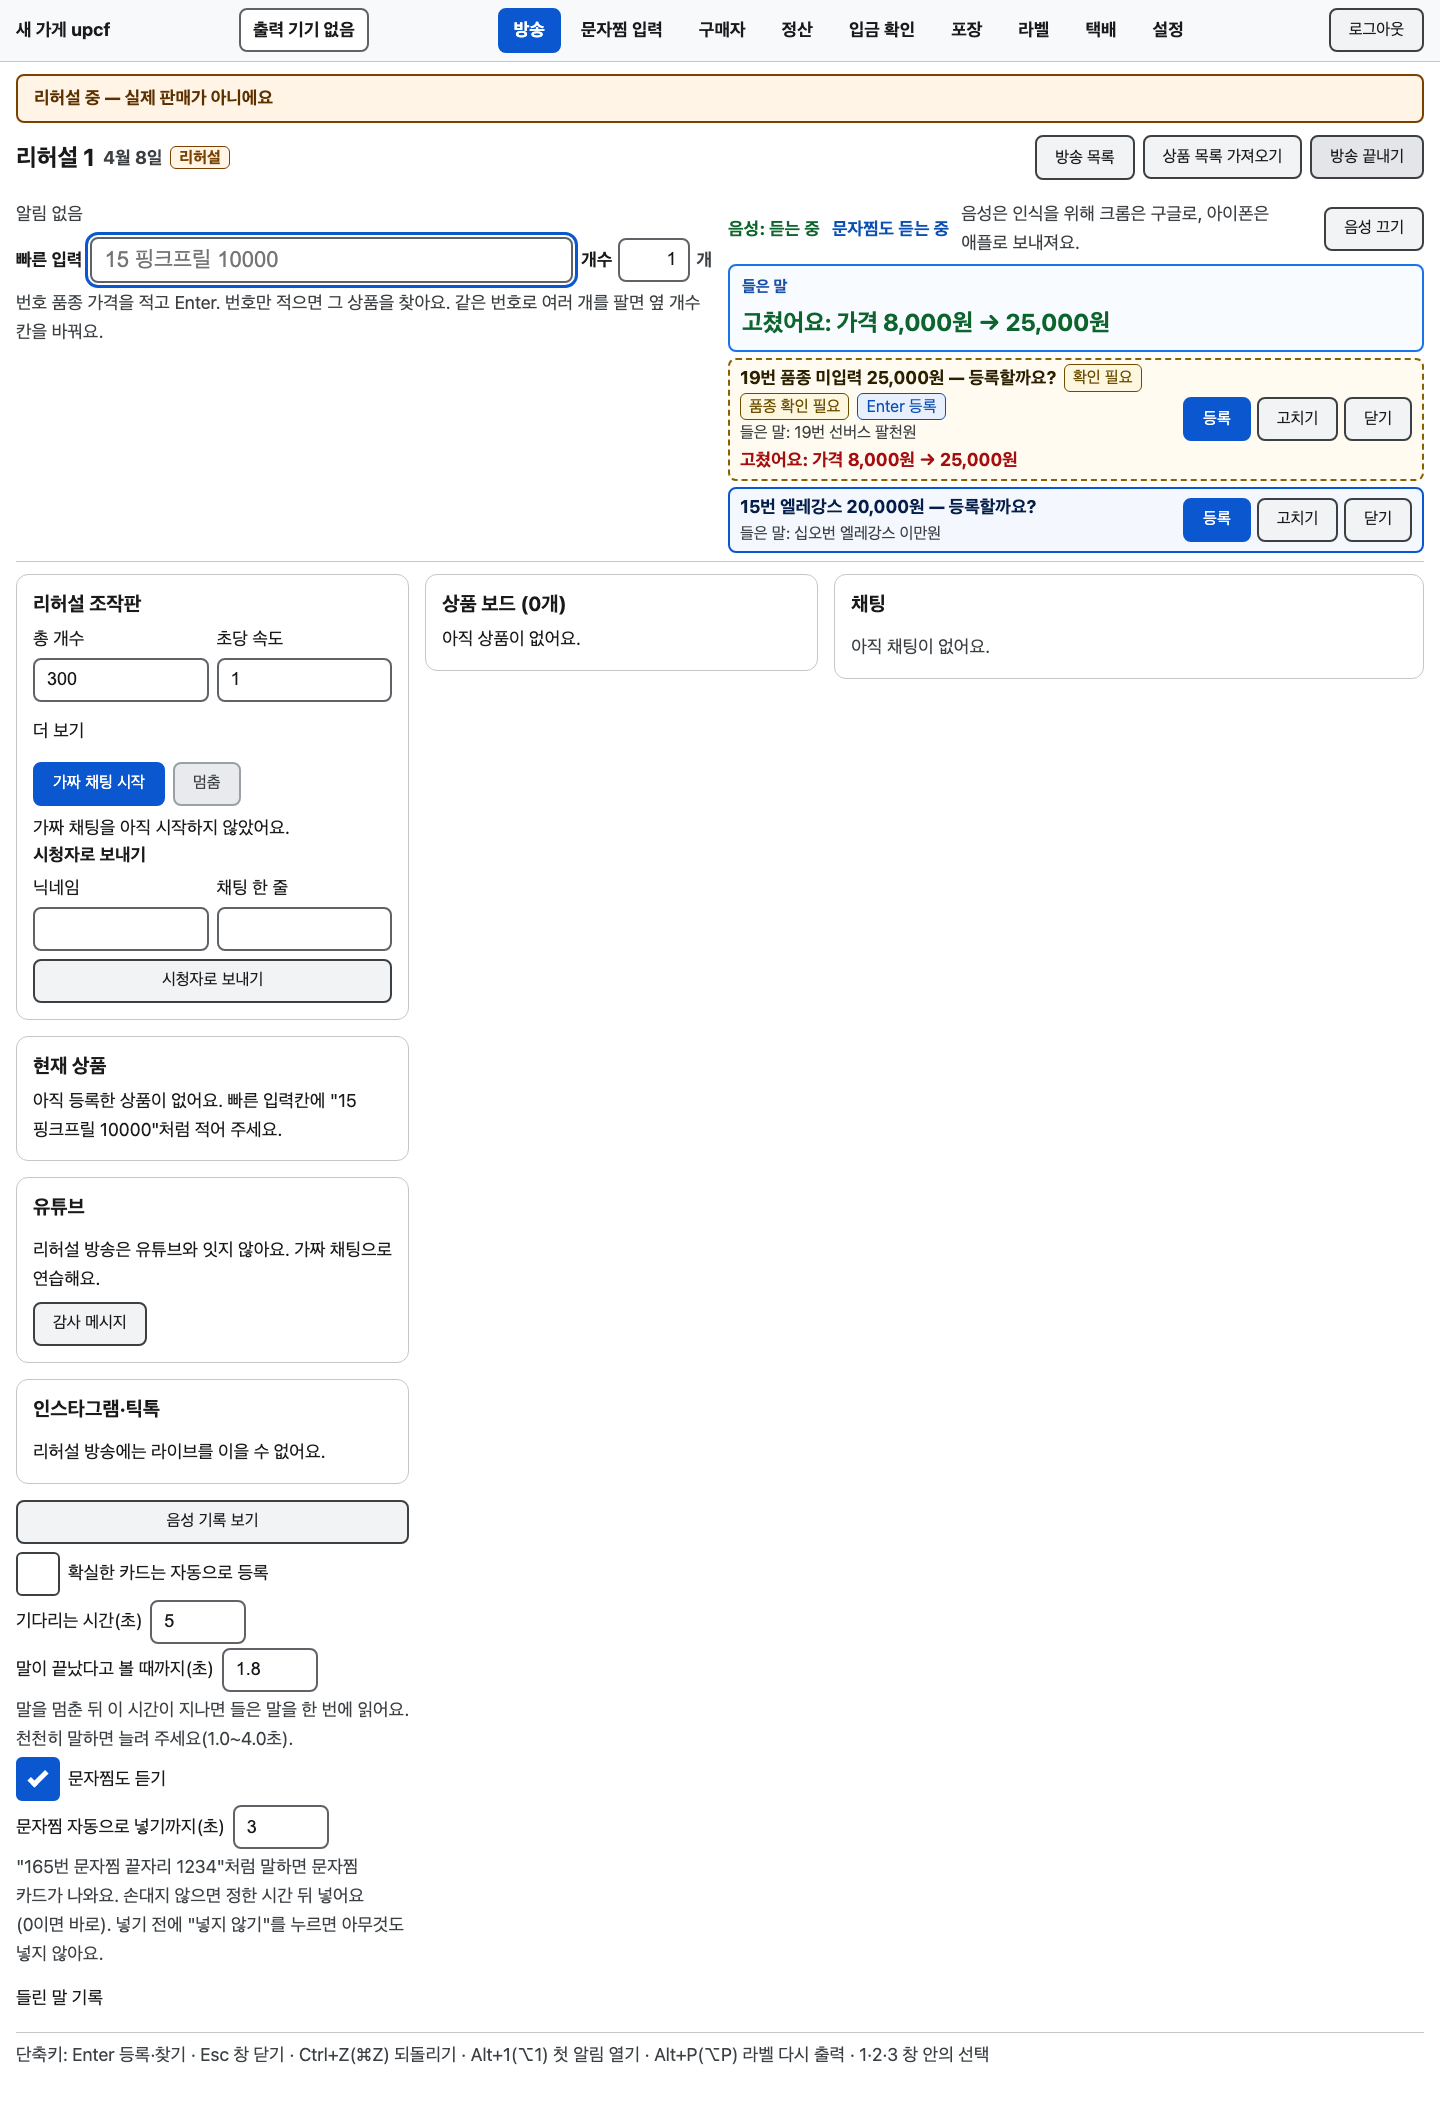 새 가게 upcf
출력 기기 없음
방송
문자찜 입력
구매자
정산
입금 확인
포장
라벨
택배
설정
로그아웃
리허설 중 — 실제 판매가 아니에요
리허설 1 4월 8일 리허설
방송 목록
상품 목록 가져오기
방송 끝내기
알림 없음
빠른 입력 15 핑크프릴 10000 개수 1 개
번호 품종 가격을 적고 Enter. 번호만 적으면 그 상품을 찾아요. 같은 번호로 여러 개를 팔면 옆 개수
칸을 바꿔요.
음성: 듣는 중 문자찜도 듣는 중
음성은 인식을 위해 크롬은 구글로, 아이폰은
애플로 보내져요.
음성 끄기
들은 말
고쳤어요: 가격 8,000원 → 25,000원
19번 품종 미입력 25,000원 — 등록할까요? 확인 필요
품종 확인 필요 Enter 등록
들은 말: 19번 선버스 팔천원
고쳤어요: 가격 8,000원 → 25,000원
등록 고치기 닫기
15번 엘레강스 20,000원 — 등록할까요?
들은 말: 십오번 엘레강스 이만원
등록 고치기 닫기
리허설 조작판
총 개수 초당 속도
300 1
더 보기
가짜 채팅 시작 멈춤
가짜 채팅을 아직 시작하지 않았어요.
시청자로 보내기
닉네임 채팅 한 줄
시청자로 보내기
현재 상품
아직 등록한 상품이 없어요. 빠른 입력칸에 "15
핑크프릴 10000"처럼 적어 주세요.
유튜브
리허설 방송은 유튜브와 잇지 않아요. 가짜 채팅으로
연습해요.
감사 메시지
인스타그램·틱톡
리허설 방송에는 라이브를 이을 수 없어요.
음성 기록 보기
확실한 카드는 자동으로 등록
기다리는 시간(초) 5
말이 끝났다고 볼 때까지(초) 1.8
말을 멈춘 뒤 이 시간이 지나면 들은 말을 한 번에 읽어요.
천천히 말하면 늘려 주세요(1.0~4.0초).
문자찜도 듣기
문자찜 자동으로 넣기까지(초) 3
"165번 문자찜 끝자리 1234"처럼 말하면 문자찜
카드가 나와요. 손대지 않으면 정한 시간 뒤 넣어요
(0이면 바로). 넣기 전에 "넣지 않기"를 누르면 아무것도
넣지 않아요.
들린 말 기록
상품 보드 (0개)
아직 상품이 없어요.
채팅
아직 채팅이 없어요.
단축키: Enter 등록·찾기 · Esc 창 닫기 · Ctrl+Z(⌘Z) 되돌리기 · Alt+1(⌥1) 첫 알림 열기 · Alt+P(⌥P) 라벨 다시 출력 · 1·2·3 창 안의 선택